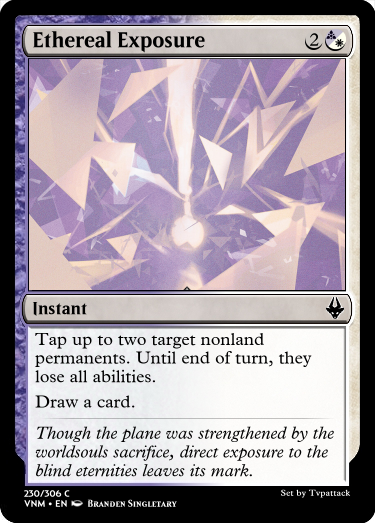 Ethereal Exposure 2
Instant
Tap up to two target nonland
permanents. Until end of turn, they
lose all abilities.
Draw a card.
Though the plane was strengthened by the
worldsouls sacrifice, direct exposure to the
blind eternities leaves its mark.
230/306 C
VNM • EN Branden Singletary
Set by Tvpattack